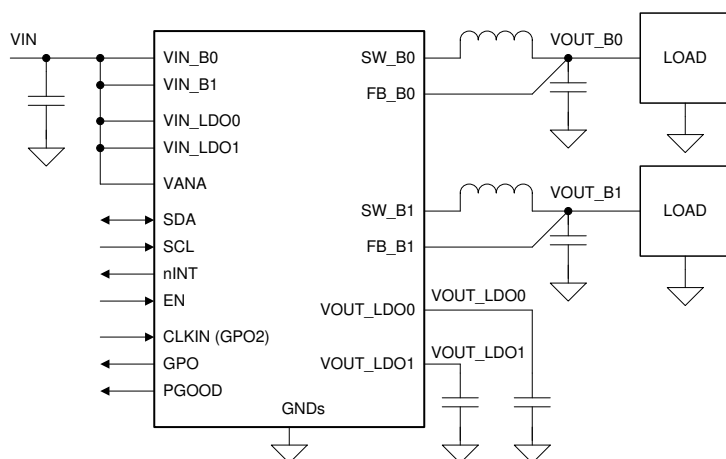 VIN
VIN_B0
VIN_B1
VIN_LDO0
VIN_LDO1
VANA
SDA
SCL
nINT
EN
CLKIN (GPO2)
GPO
PGOOD
GNDs
SW_B0
FB_B0
SW_B1
FB_B1
VOUT_LDO0
VOUT_LDO1
VOUT_B0
LOAD
VOUT_B1
LOAD
VOUT_LDO0
VOUT_LDO1